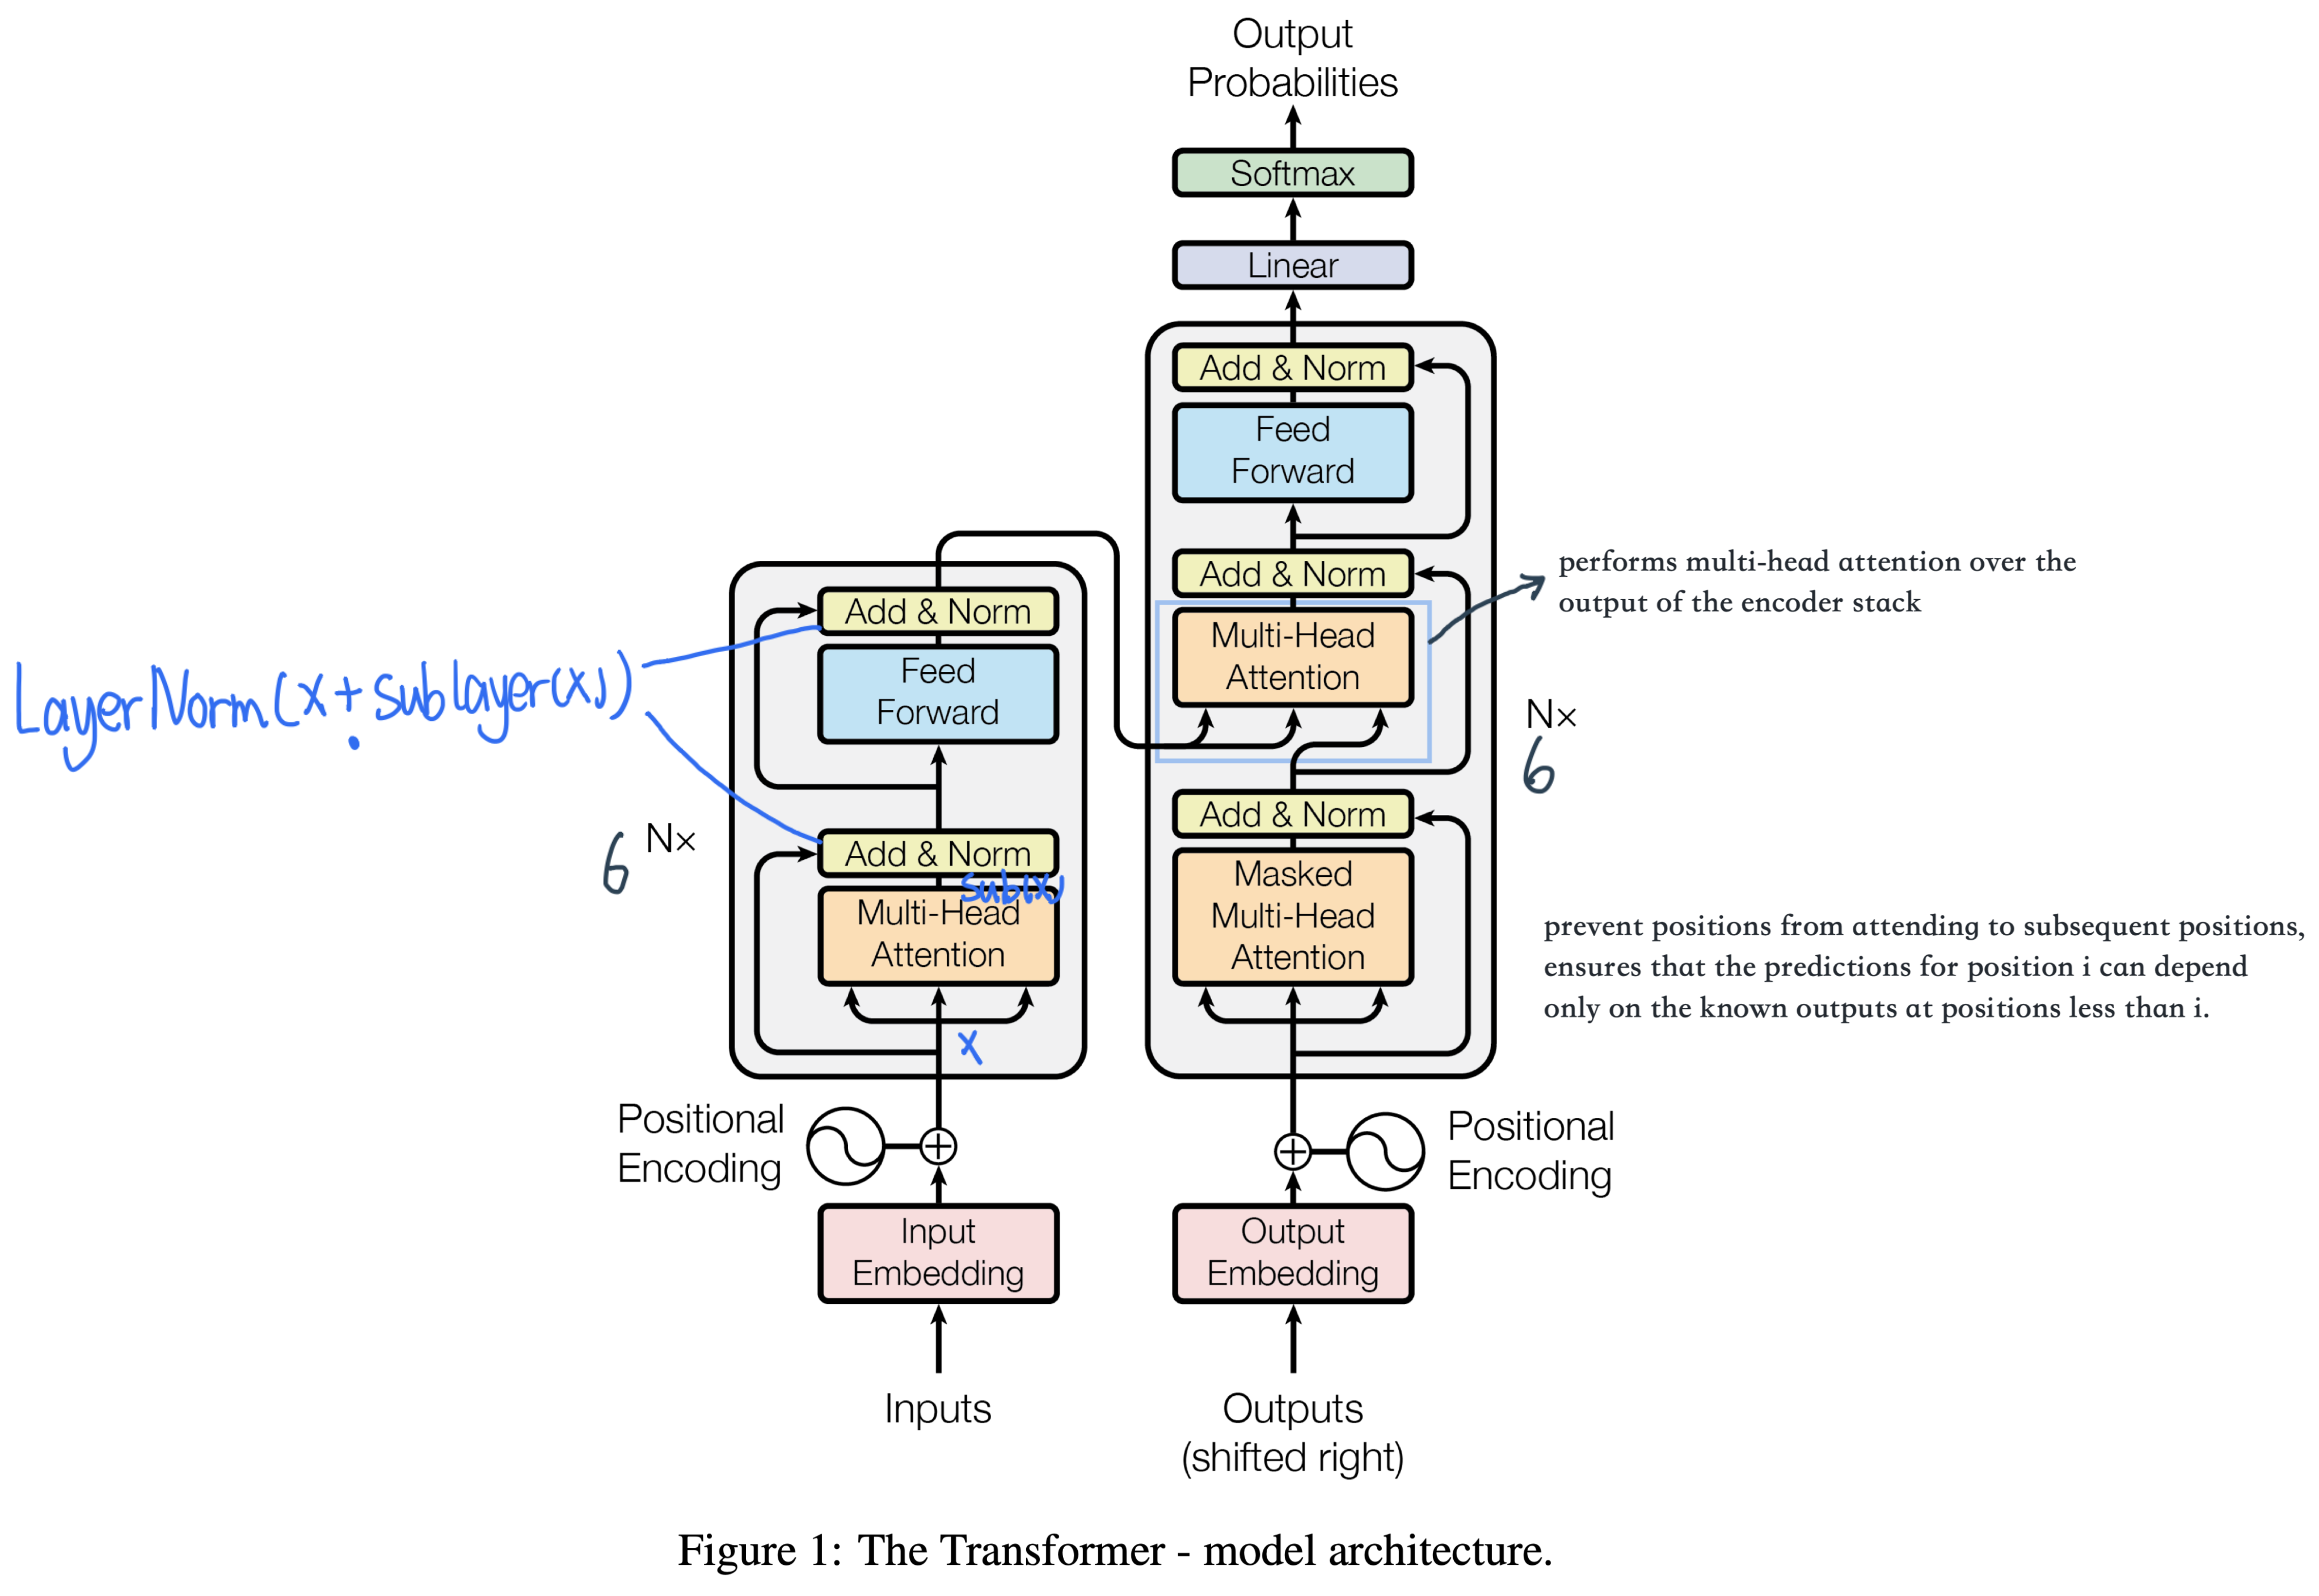 Output
Probabilities
Softmax
Linear
Add & Norm
Feed
Forward
Add & Norm
Multi-Head
Attention
performs multi-head attention over the
output of the encoder stack
N×
6
Add & Norm
Masked
Multi-Head
Attention
prevent positions from attending to subsequent positions,
ensures that the predictions for position i can depend
only on the known outputs at positions less than i.
Add & Norm
Feed
Forward
LayerNorm(x+sublayer(x))
6 N×
Add & Norm
sub(x)
Multi-Head
Attention
x
Positional
Encoding
Positional
Encoding
Input
Embedding
Output
Embedding
Inputs
Outputs
(shifted right)
Figure 1: The Transformer - model architecture.